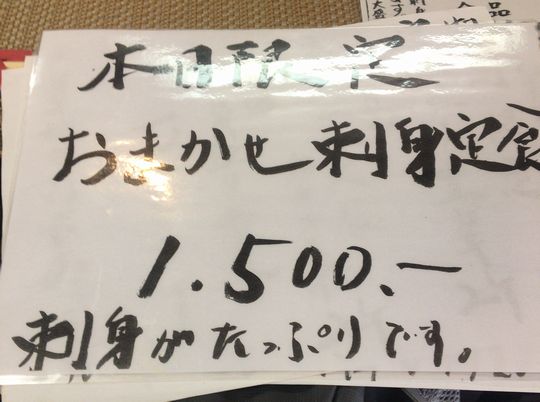 本日限定
おまかせ刺身定食
1.500.ー
刺身がたっぷりです。